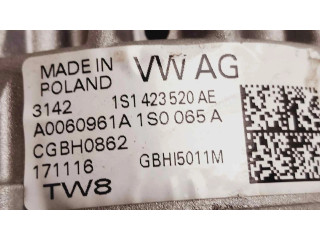 MADE IN VW AG
POLAND
3142 1S1 423 520 AE
A0060961A 1S0 065 A
CGBH0862
171116 GBHI5011M
TW8